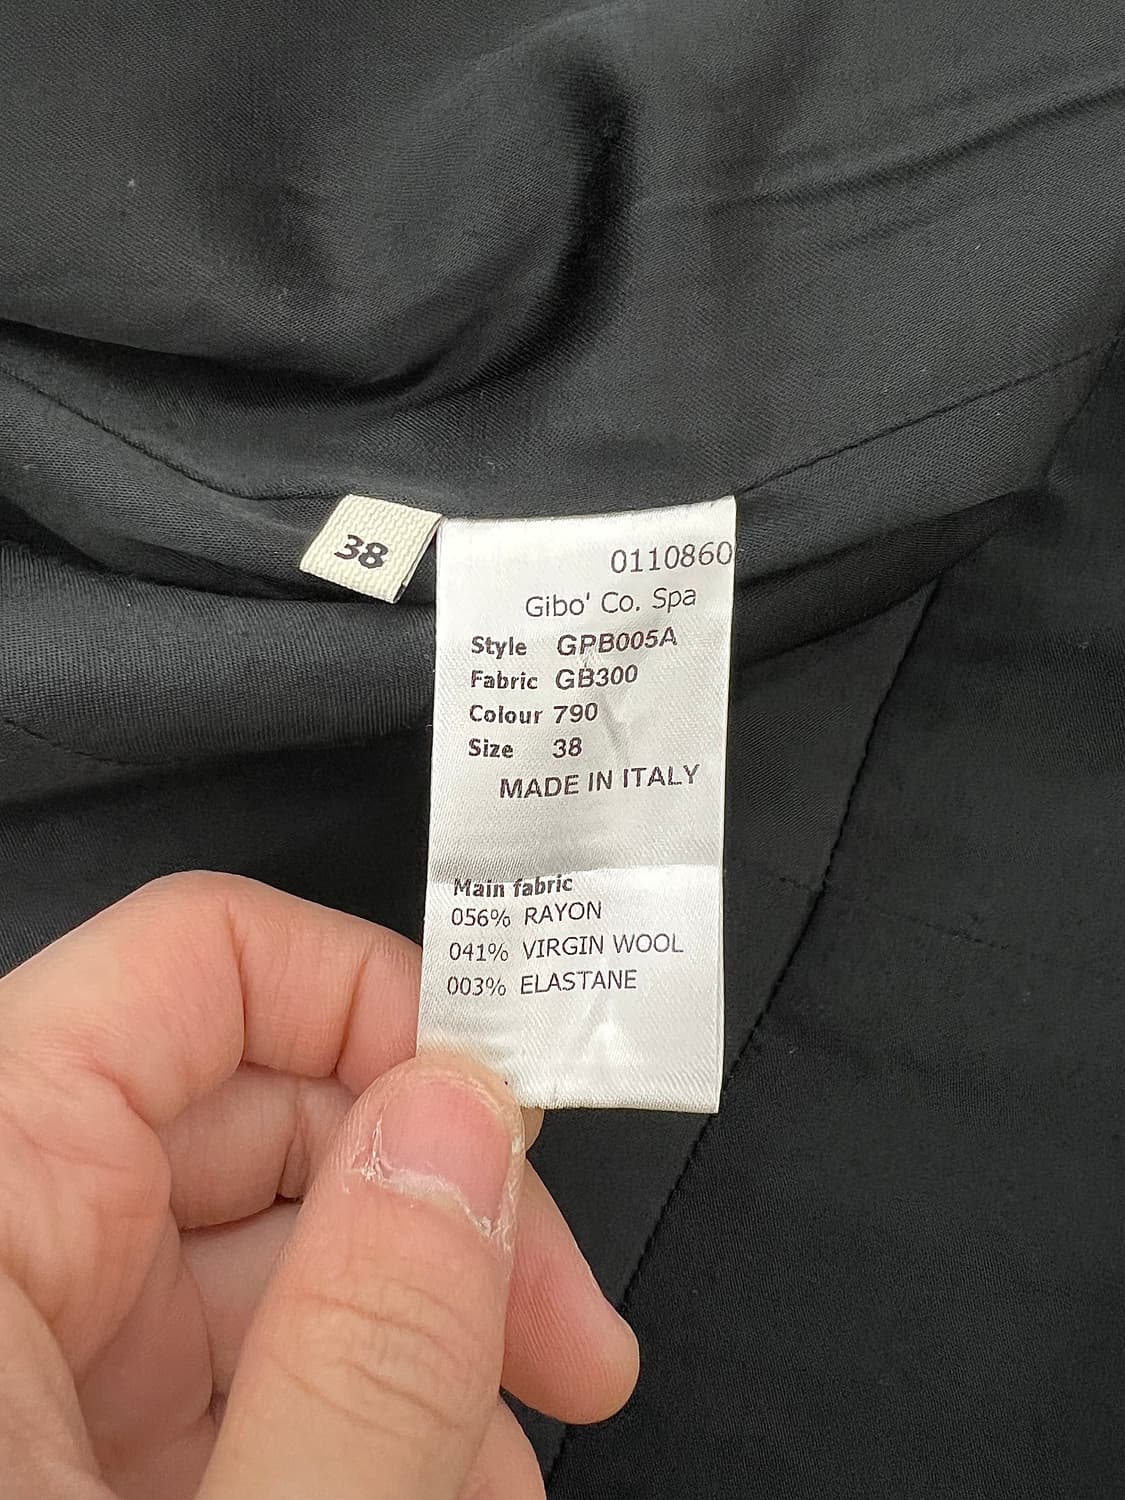 38
0110860
Gibo' Co. Spa
Style GPB005A
Fabric GB300
Colour 790
Size 38
MADE IN ITALY
Main fabric
056% RAYON
041% VIRGIN WOOL
003% ELASTANE